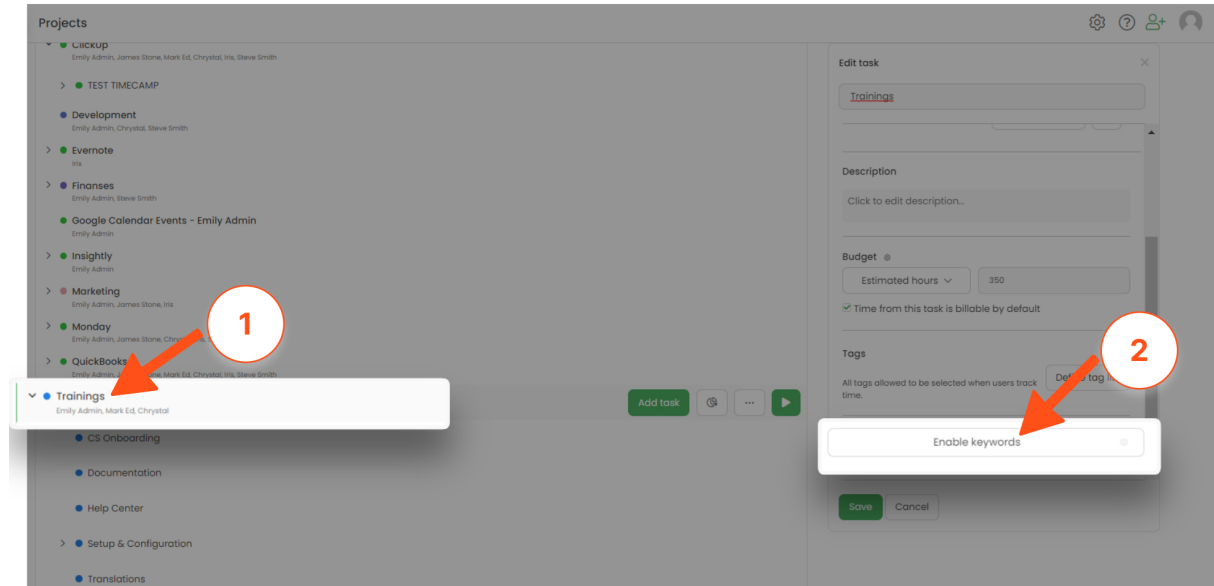 Projects
Clickup
Emily Admin, James Stone, Mark Ed, Chrystal, Iris, Steve Smith
TEST TIMECAMP
Development
Emily Admin, Chrystal, Steve Smith
Evernote
Iris
Finanses
Emily Admin, Steve Smith
Google Calendar Events - Emily Admin
Emily Admin
Insightly
Emily Admin
Marketing
Emily Admin, James Stone, Iris
Monday
Emily Admin, James Stone,
1
QuickBooks
Emily Admin, Mark Ed, Chrystal, Iris, Steve Smith
Trainings
Emily Admin, Mark Ed, Chrystal
Add task
CS Onboarding
Documentation
Help Center
Setup & Configuration
Translations
Edit task
Trainings
Description
Click to edit description...
Budget
Estimated hours
350
Time from this task is billable by default
Tags
2
All tags allowed to be selected when users track
time.
tag
Enable keywords
Save Cancel